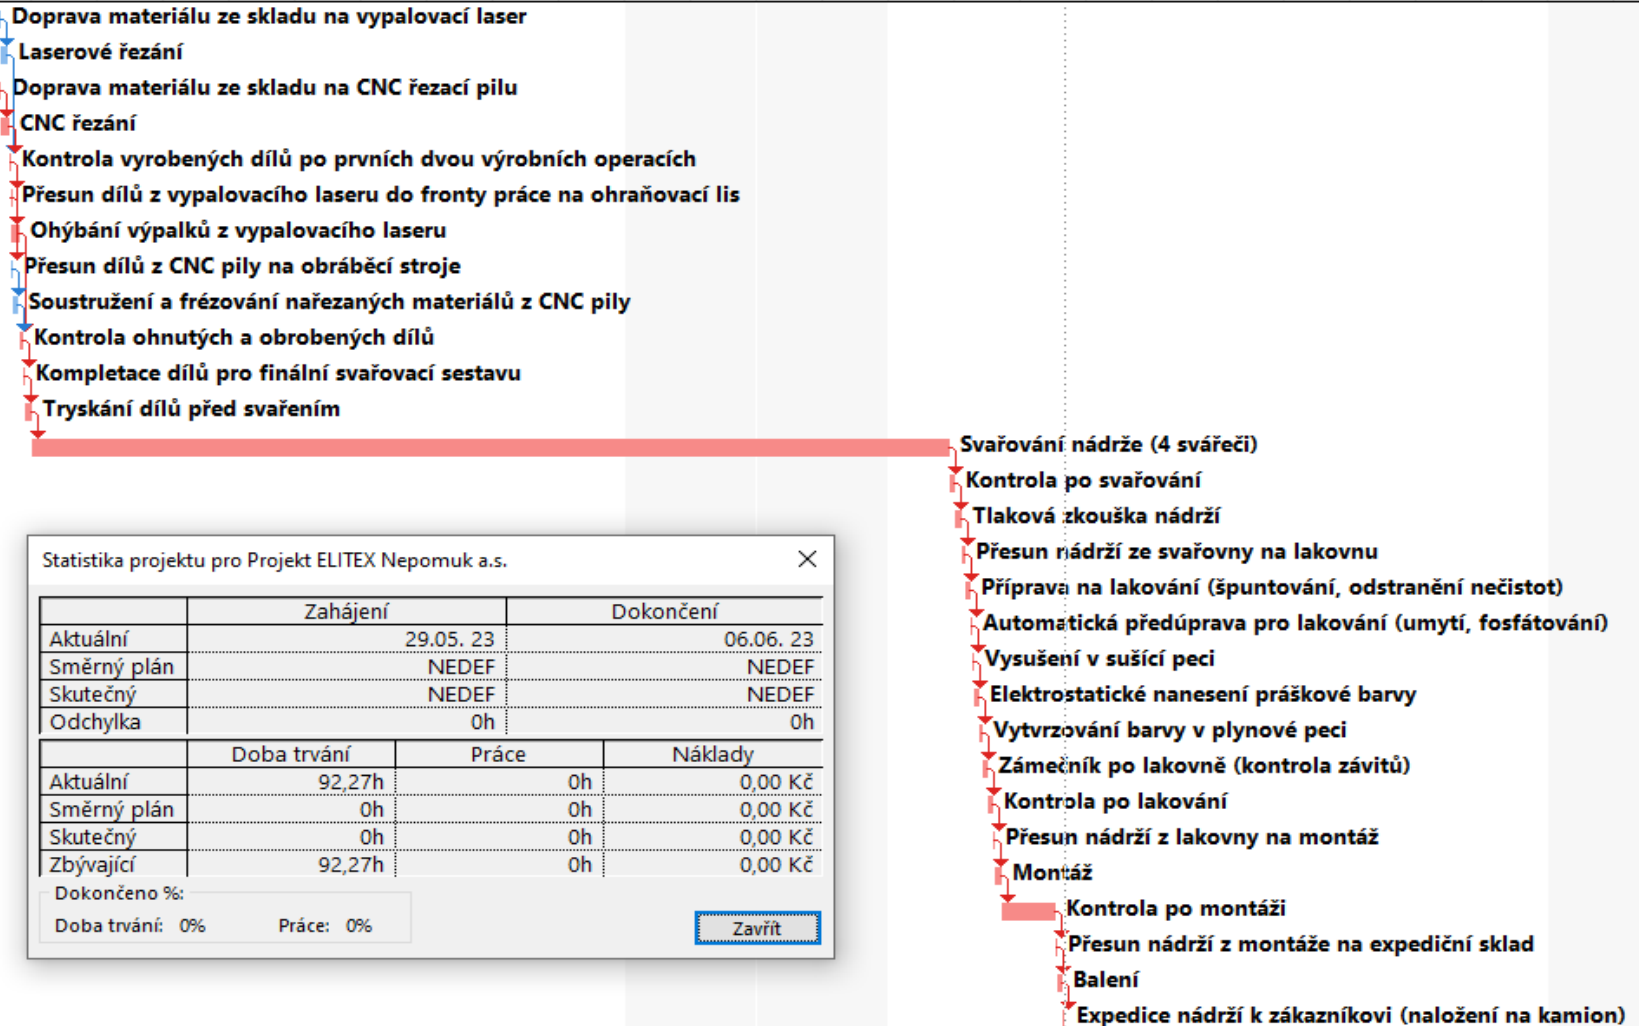 Doprava materiálu ze skladu na vypalovací laser
Laserové řezání
Doprava materiálu ze skladu na CNC řezací pilu
CNC řezání
Kontrola vyrobených dílů po prvních dvou výrobních operacích
Přesun dílů z vypalovacího laseru do fronty práce na ohraňovací lis
Ohýbání výpalků z vypalovacího laseru
Přesun dílů z CNC pily na obráběcí stroje
Soustružení a frézování nařezaných materiálů z CNC pily
Kontrola ohnutých a obrobených dílů
Kompletace dílů pro finální svařovací sestavu
Tryskání dílů před svařením
Svařování nádrže (4 svářeči)
Kontrola po svařování
Tlaková zkouška nádrží
Přesun nádrží ze svařovny na lakovnu
Příprava na lakování (špuntování, odstranění nečistot)
Automatická předúprava pro lakování (umytí, fosfátování)
Vysušení v sušící peci
Elektrostatické nanesení práškové barvy
Vytvrzování barvy v plynové peci
Zámečník po lakovně (kontrola závitů)
Kontrola po lakování
Přesun nádrží z lakovny na montáž
Montáž
Kontrola po montáži
Přesun nádrží z montáže na expediční sklad
Balení
Expedice nádrží k zákazníkovi (naložení na kamion)
Statistika projektu pro Projekt ELITEX Nepomuk a.s.
Zahájení Dokončení
Aktuální 29.05. 23 06.06. 23
Směrný plán NEDEF NEDEF
Skutečný NEDEF NEDEF
Odchylka 0h 0h
Doba trvání Práce Náklady
Aktuální 92,27h 0h 0,00 Kč
Směrný plán 0h 0h 0,00 Kč
Skutečný 0h 0h 0,00 Kč
Zbývající 92,27h 0h 0,00 Kč
Dokončeno %:
Doba trvání: 0% Práce: 0%
Zavřít